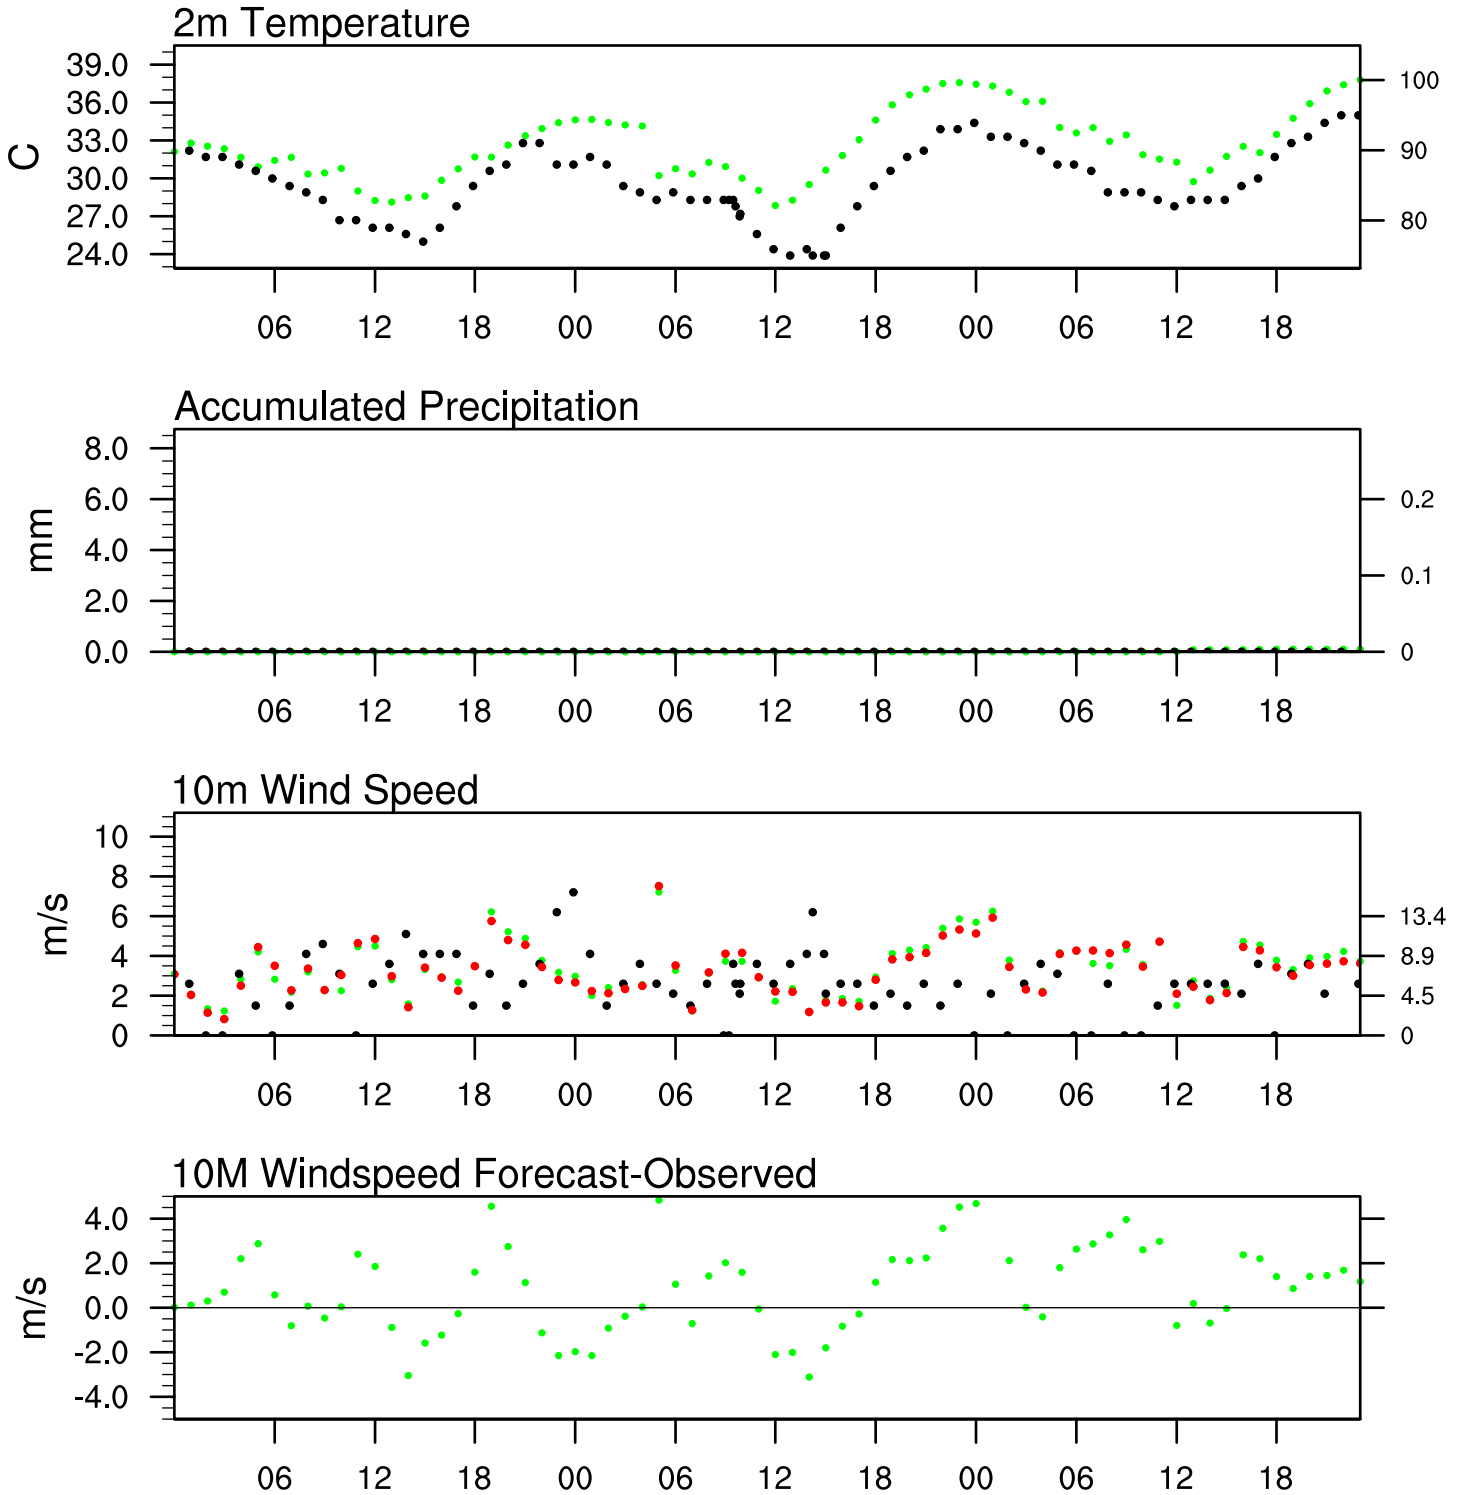 2m Temperature
39.0
36.0
33.0
30.0
27.0
24.0
C
100
90
80
06 12 18 00 06 12 18 00 06 12 18
Accumulated Precipitation
8.0
6.0
4.0
2.0
0.0
mm
0.2
0.1
0
06 12 18 00 06 12 18 00 06 12 18
10m Wind Speed
10
8
6
4
2
0
m/s
13.4
8.9
4.5
0
06 12 18 00 06 12 18 00 06 12 18
10M Windspeed Forecast-Observed
4.0
2.0
0.0
-2.0
-4.0
m/s
06 12 18 00 06 12 18 00 06 12 18